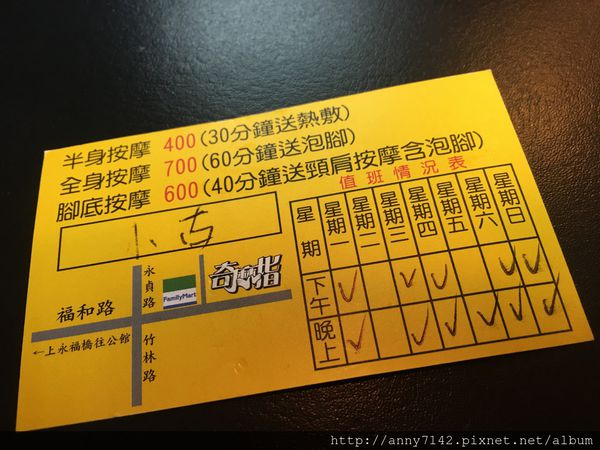 半身按摩 400(30分鐘送熱敷)
全身按摩 700(60分鐘送泡腳)
腳底按摩 600(40分鐘送頸肩按摩含泡腳)
值班情況表
星期 星期一 星期二 星期三 星期四 星期五 星期六 星期日
下午
晚上
小古
永貞路
FamilyMart
奇摩指
福和路
←上永福橋往公館
竹林路
http://anny7142.pixnet.net/album